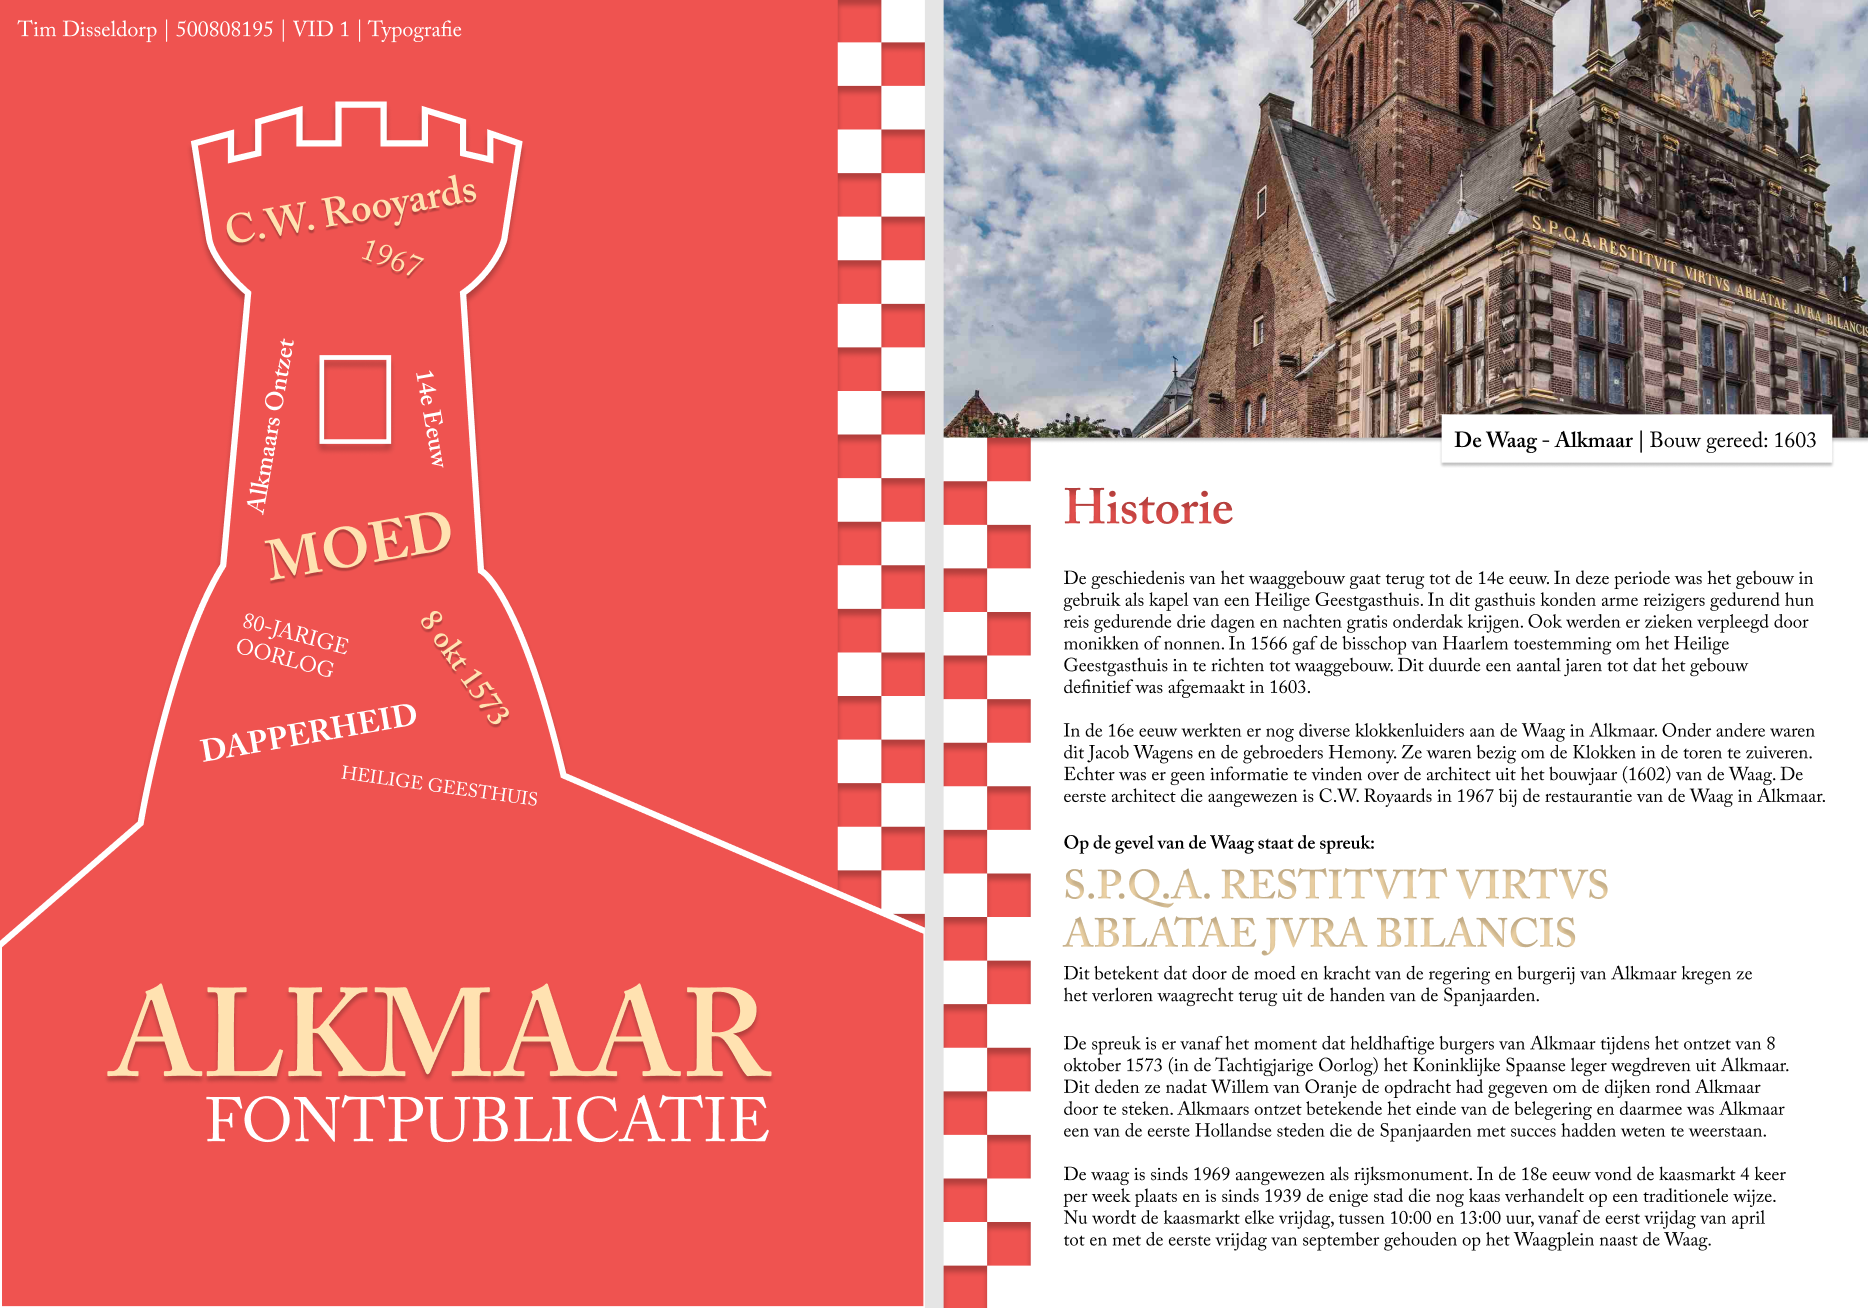 Tim Disseldorp | 500808195 | VID 1 | Typografie
C.W. Rooyards
1967
Alkmaars Ontzet
14e Eeuw
MOED
80-JARIGE
OORLOG
8 okt 1573
DAPPERHEID
HEILIGE GEESTHUIS
ALKMAAR
FONTPUBLICATIE
S.P.Q.A. RESTITVIT VIRTVS ABLATAE JVRA BILANCIS
De Waag - Alkmaar | Bouw gereed: 1603
Historie
De geschiedenis van het waaggebouw gaat terug tot de 14e eeuw. In deze periode was het gebouw in
gebruik als kapel van een Heilige Geestgasthuis. In dit gasthuis konden arme reizigers gedurend hun
reis gedurende drie dagen en nachten gratis onderdak krijgen. Ook werden er zieken verpleegd door
monikken of nonnen. In 1566 gaf de bisschop van Haarlem toestemming om het Heilige
Geestgasthuis in te richten tot waaggebouw. Dit duurde een aantal jaren tot dat het gebouw
definitief was afgemaakt in 1603.
In de 16e eeuw werkten er nog diverse klokkenluiders aan de Waag in Alkmaar. Onder andere waren
dit Jacob Wagens en de gebroeders Hemony. Ze waren bezig om de Klokken in de toren te zuiveren.
Echter was er geen informatie te vinden over de architect uit het bouwjaar (1602) van de Waag. De
eerste architect die aangewezen is C.W. Royaards in 1967 bij de restaurantie van de Waag in Alkmaar.
Op de gevel van de Waag staat de spreuk:
S.P.Q.A. RESTITVIT VIRTVS
ABLATAE JVRA BILANCIS
Dit betekent dat door de moed en kracht van de regering en burgerij van Alkmaar kregen ze
het verloren waagrecht terug uit de handen van de Spanjaarden.
De spreuk is er vanaf het moment dat heldhaftige burgers van Alkmaar tijdens het ontzet van 8
oktober 1573 (in de Tachtigjarige Oorlog) het Koninklijke Spaanse leger wegdreven uit Alkmaar.
Dit deden ze nadat Willem van Oranje de opdracht had gegeven om de dijken rond Alkmaar
door te steken. Alkmaars ontzet betekende het einde van de belegering en daarmee was Alkmaar
een van de eerste Hollandse steden die de Spanjaarden met succes hadden weten te weerstaan.
De waag is sinds 1969 aangewezen als rijksmonument. In de 18e eeuw vond de kaasmarkt 4 keer
per week plaats en is sinds 1939 de enige stad die nog kaas verhandelt op een traditionele wijze.
Nu wordt de kaasmarkt elke vrijdag, tussen 10:00 en 13:00 uur, vanaf de eerst vrijdag van april
tot en met de eerste vrijdag van september gehouden op het Waagplein naast de Waag.